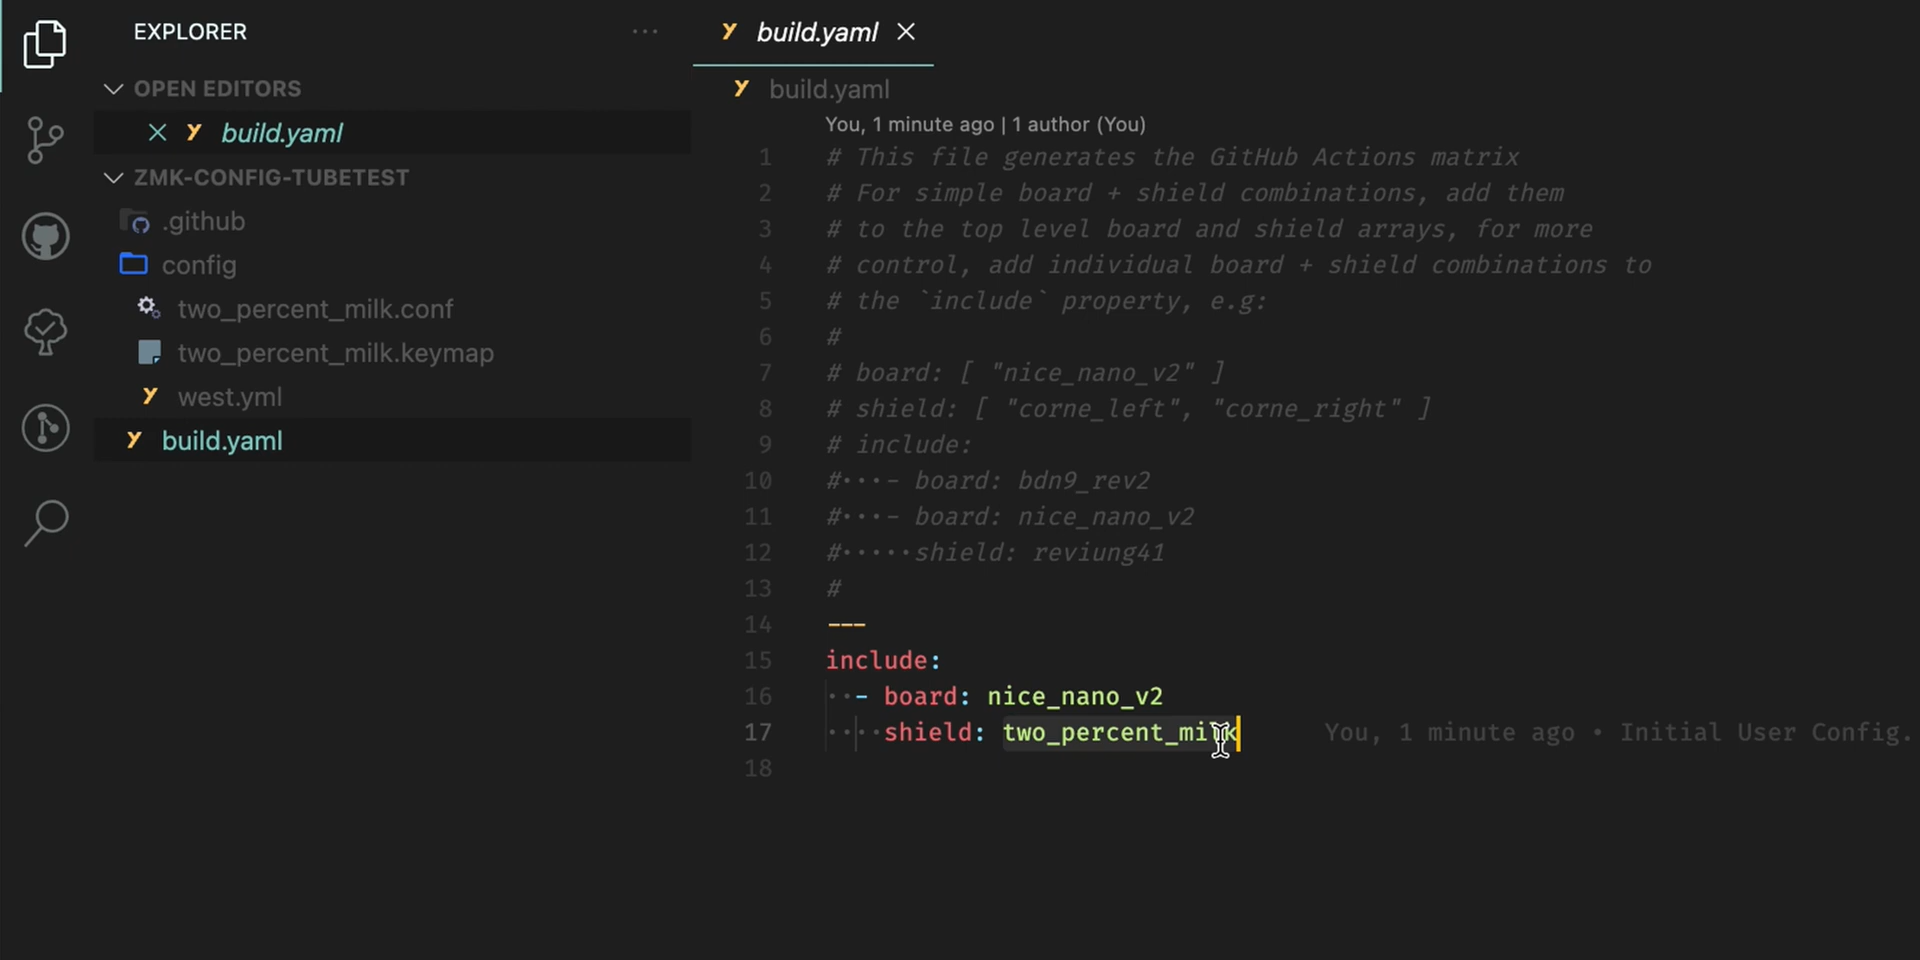 EXPLORER
OPEN EDITORS
build.yaml
ZMK-CONFIG-TUBETEST
.github
config
two_percent_milk.conf
two_percent_milk.keymap
west.yml
build.yaml
build.yaml
build.yaml
You, 1 minute ago | 1 author (You)
1 # This file generates the GitHub Actions matrix
2 # For simple board + shield combinations, add them
3 # to the top level board and shield arrays, for more
4 # control, add individual board + shield combinations to
5 # the `include` property, e.g:
6 #
7 # board: [ "nice_nano_v2" ]
8 # shield: [ "corne_left", "corne_right" ]
9 # include:
10 #···- board: bdn9_rev2
11 #···- board: nice_nano_v2
12 #·····shield: reviung41
13 #
14 ---
15 include:
16 ··- board: nice_nano_v2
17 ····shield: two_percent_milk You, 1 minute ago • Initial User Config.
18